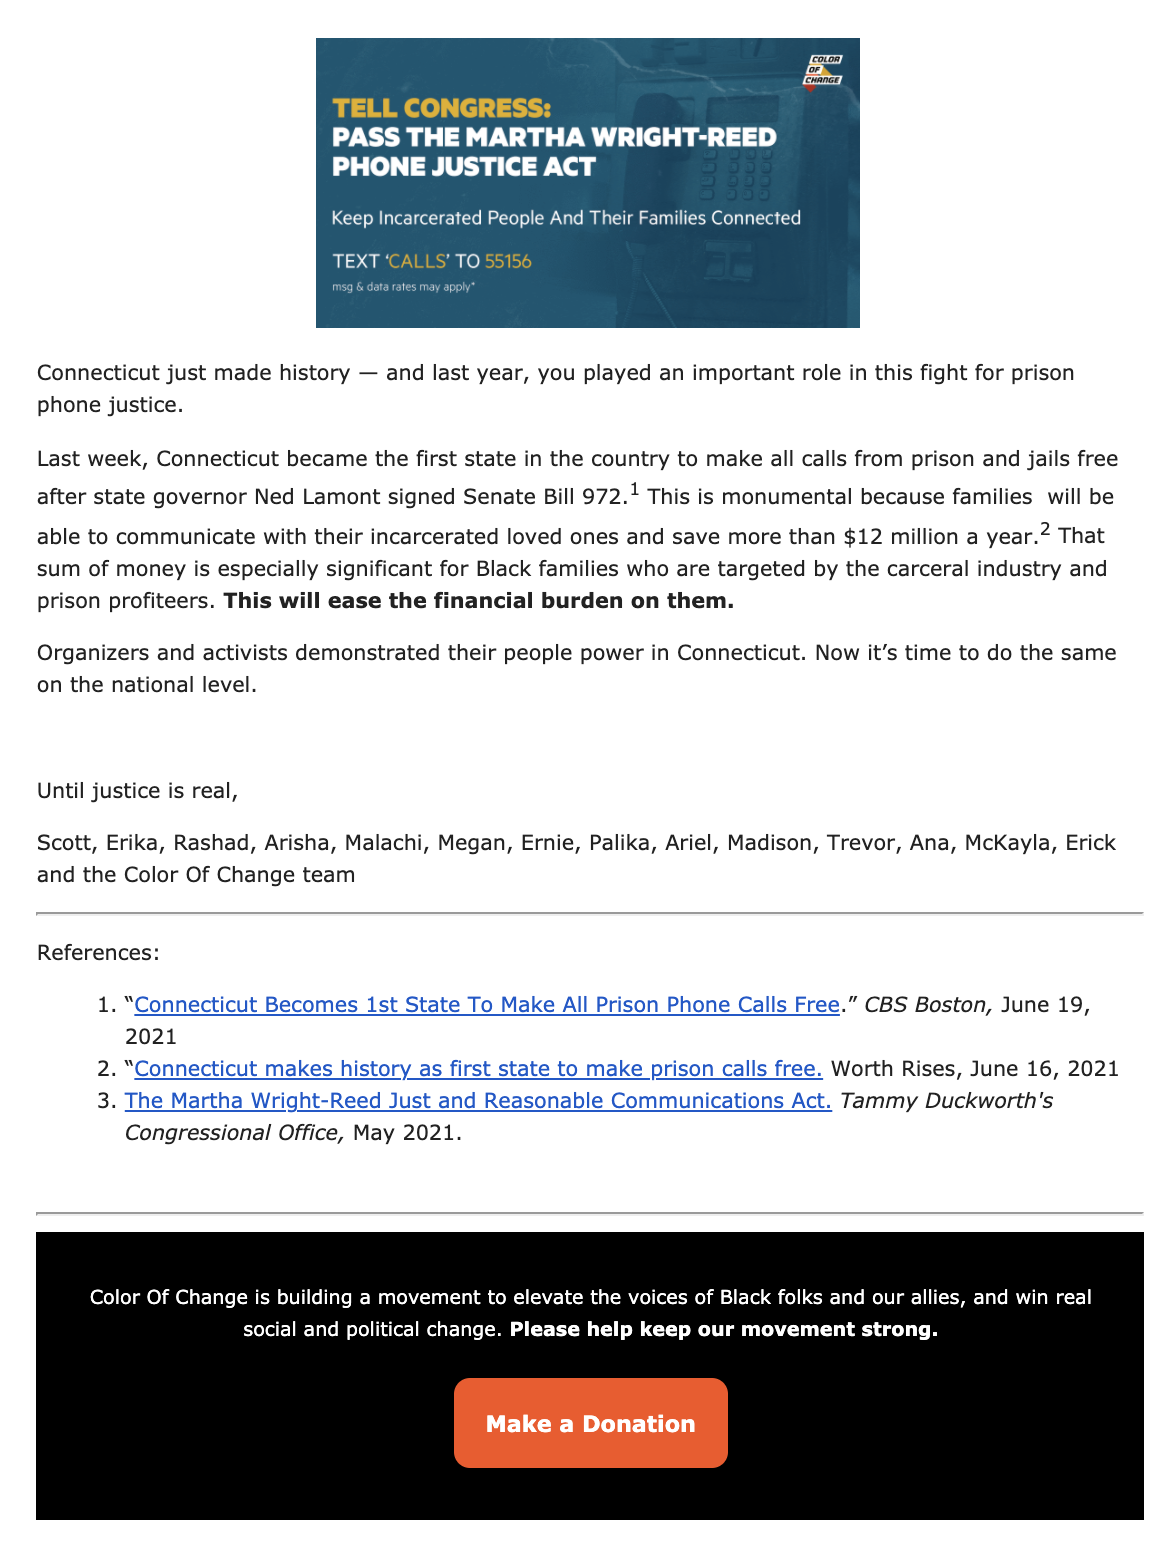 COLOR
OF
CHANGE
TELL CONGRESS:
PASS THE MARTHA WRIGHT-REED
PHONE JUSTICE ACT
Keep Incarcerated People And Their Families Connected
TEXT ‘CALLS’ TO 55156
msg & data rates may apply*
Connecticut just made history — and last year, you played an important role in this fight for prison
phone justice.
Last week, Connecticut became the first state in the country to make all calls from prison and jails free
after state governor Ned Lamont signed Senate Bill 972.1 This is monumental because families  will be
able to communicate with their incarcerated loved ones and save more than $12 million a year.2 That
sum of money is especially significant for Black families who are targeted by the carceral industry and
prison profiteers. This will ease the financial burden on them.
Organizers and activists demonstrated their people power in Connecticut. Now it’s time to do the same
on the national level.
Until justice is real,
Scott, Erika, Rashad, Arisha, Malachi, Megan, Ernie, Palika, Ariel, Madison, Trevor, Ana, McKayla, Erick
and the Color Of Change team
References:
1. “Connecticut Becomes 1st State To Make All Prison Phone Calls Free.” CBS Boston, June 19,
2021
2. “Connecticut makes history as first state to make prison calls free. Worth Rises, June 16, 2021
3. The Martha Wright-Reed Just and Reasonable Communications Act. Tammy Duckworth's
Congressional Office, May 2021.
Color Of Change is building a movement to elevate the voices of Black folks and our allies, and win real
social and political change. Please help keep our movement strong.
Make a Donation